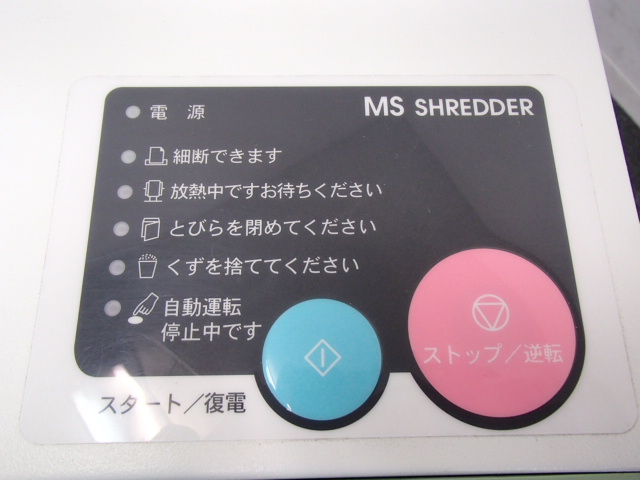 電 源
MS SHREDDER
細断できます
放熱中ですお待ちください
とびらを閉めてください
くずを捨ててください
自動運転
停止中です
ストップ／逆転
スタート／復電